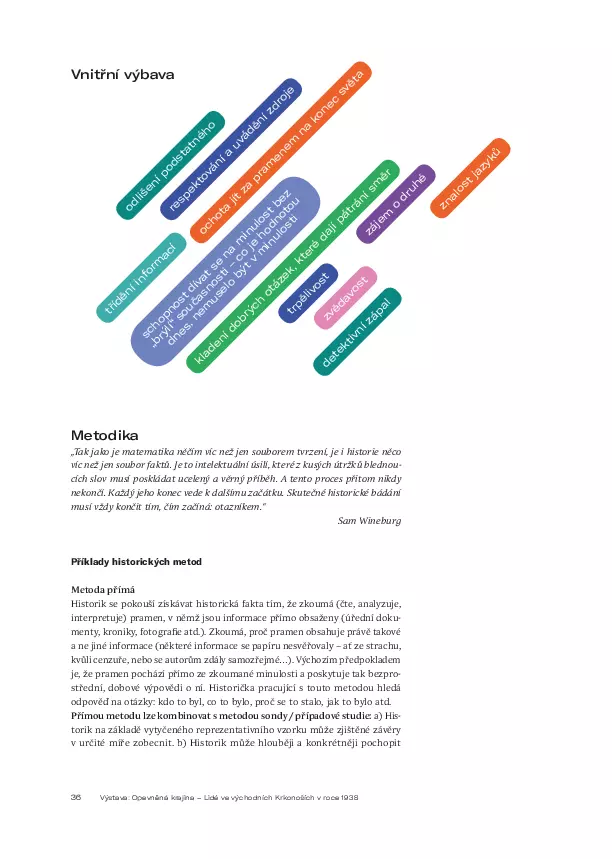 Vnitřní výbava
odlišení podstatného
respektování a uvádění zdroje
ochota jít za pramenem na konec světa
třídění informací
schopnost dívat se na minulost bez
„brýlí“ současnosti – co je hodnotou
dnes, nemuselo být v minulosti
kladení dobrých otázek, které dají pátrání směr
zájem o druhé
znalost jazyků
trpělivost
zvědavost
detektivní zápal
Metodika
„Tak jako je matematika něčím víc než jen souborem tvrzení, je i historie něco
víc než jen soubor faktů. Je to intelektuální úsilí, které z kusých útržků blednou-
cích slov musí poskládat ucelený a věrný příběh. A tento proces přitom nikdy
nekončí. Každý jeho konec vede k dalšímu začátku. Skutečné historické bádání
musí vždy končit tím, čím začíná: otazníkem.“
Sam Wineburg
Příklady historických metod
Metoda přímá
Historik se pokouší získávat historická fakta tím, že zkoumá (čte, analyzuje,
interpretuje) pramen, v němž jsou informace přímo obsaženy (úřední doku-
menty, kroniky, fotografie atd.). Zkoumá, proč pramen obsahuje právě takové
a ne jiné informace (některé informace se papíru nesvěřovaly – ať ze strachu,
kvůli cenzuře, nebo se autorům zdály samozřejmé…). Výchozím předpokladem
je, že pramen pochází přímo ze zkoumané minulosti a poskytuje tak bezpro-
střední, dobové výpovědi o ní. Historička pracující s touto metodou hledá
odpověď na otázky: kdo to byl, co to bylo, proč se to stalo, jak to bylo atd.
Přímou metodu lze kombinovat s metodou sondy / případové studie: a) His-
torik na základě vytyčeného reprezentativního vzorku může zjištěné závěry
v určité míře zobecnit. b) Historik může hlouběji a konkrétněji pochopit
36 Výstava: Opevněná krajina – Lidé ve východních Krkonoších v roce 1938